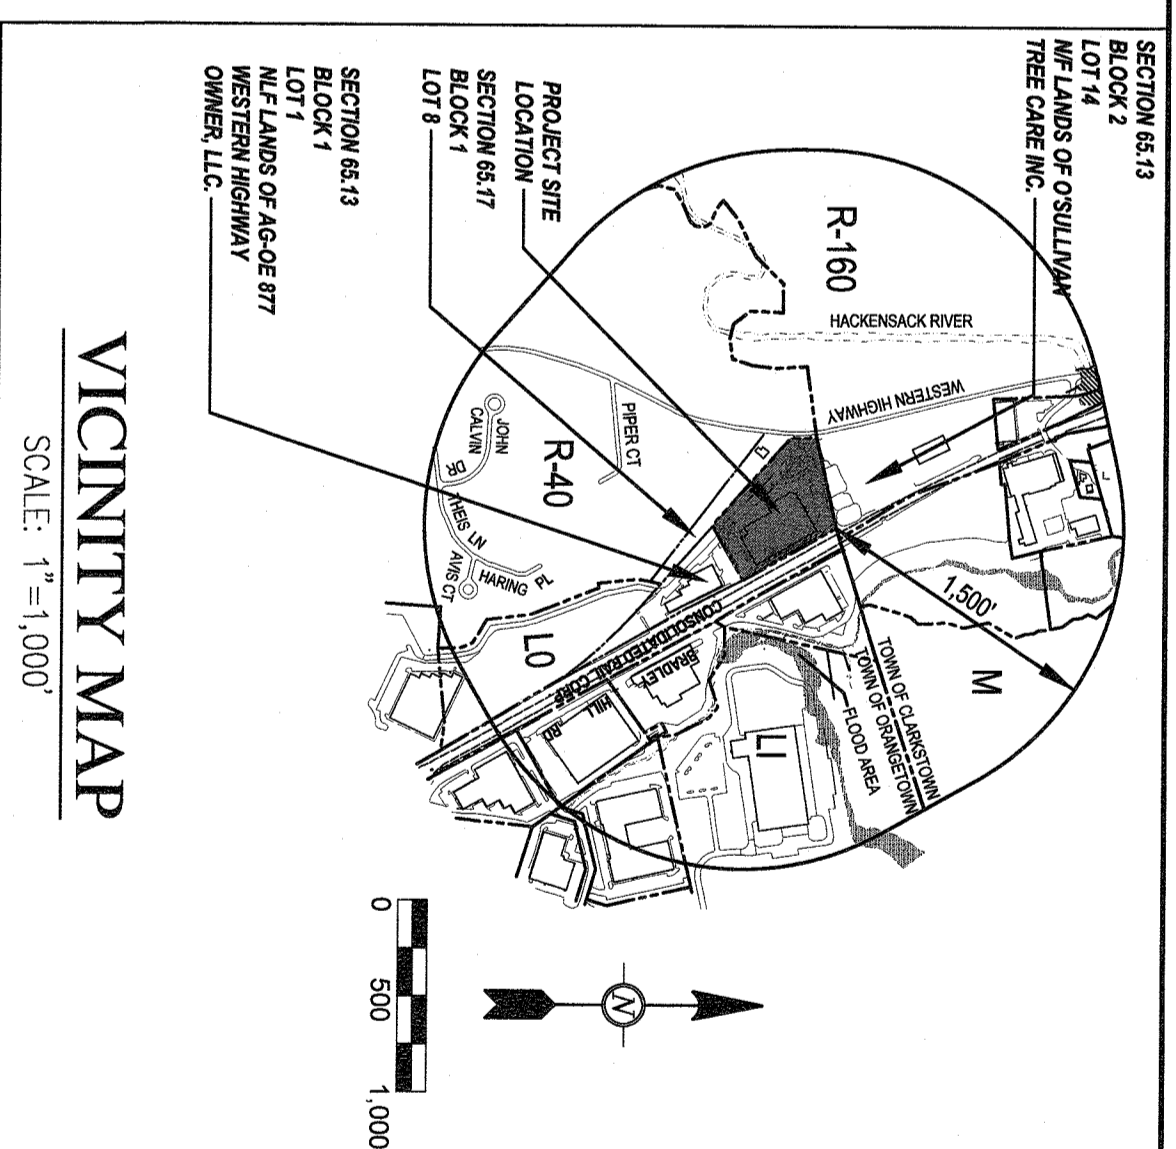 SECTION 65.13
BLOCK 2
LOT 14
N/F LANDS OF O'SULLIVAN
TREE CARE INC.
PROJECT SITE
LOCATION
SECTION 65.17
BLOCK 1
LOT 8
SECTION 65.13
BLOCK 1
LOT 1
NLF LANDS OF AG-OE 877
WESTERN HIGHWAY
OWNER, LLC.
R-160
HACKENSACK RIVER
WESTERN HIGHWAY
PIPER CT
R-40
JOHN
CALVIN
DR
THEIS LN
HARING PL
AVIS CT
LO
CONSOLIDATED RAIL CORP
BRADLEY
HILL
RD
LI
1,500'
M
TOWN OF CLARKSTOWN
TOWN OF ORANGETOWN
FLOOD AREA
N
0 500 1,000
VICINITY MAP
SCALE: 1"=1,000'